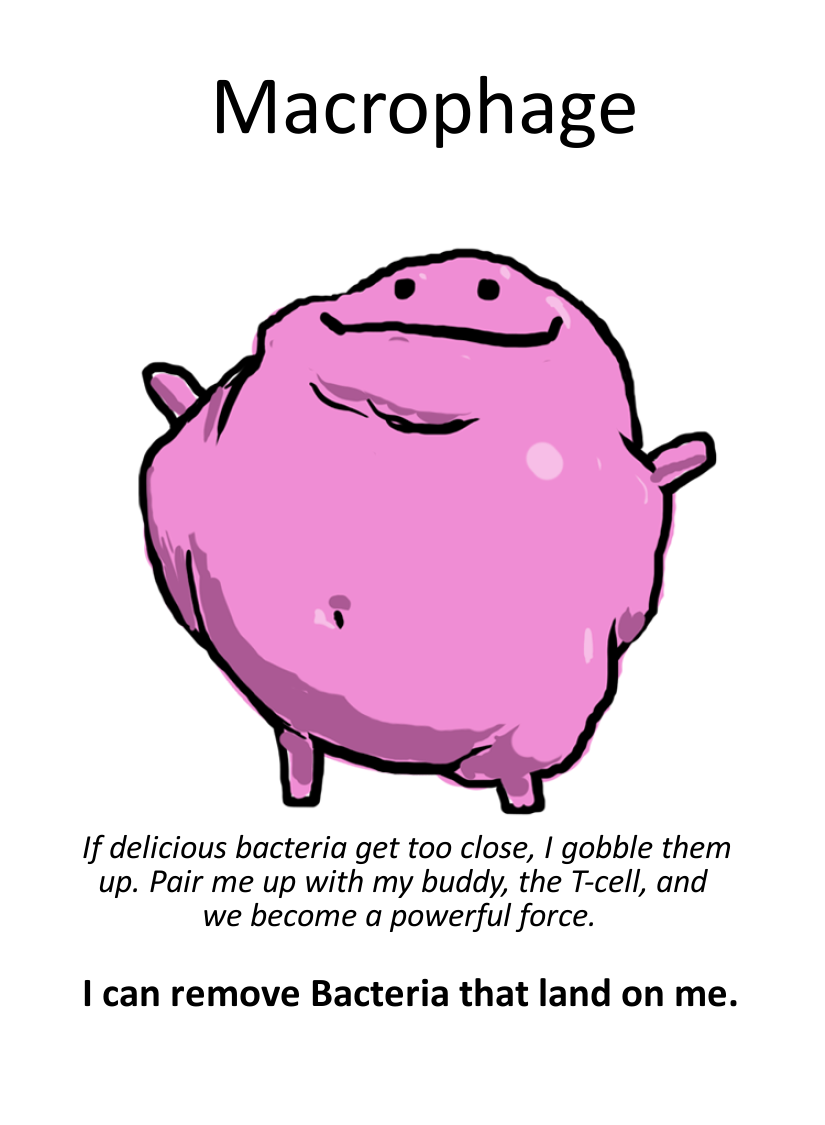 Macrophage
If delicious bacteria get too close, I gobble them
up. Pair me up with my buddy, the T-cell, and
we become a powerful force.
I can remove Bacteria that land on me.